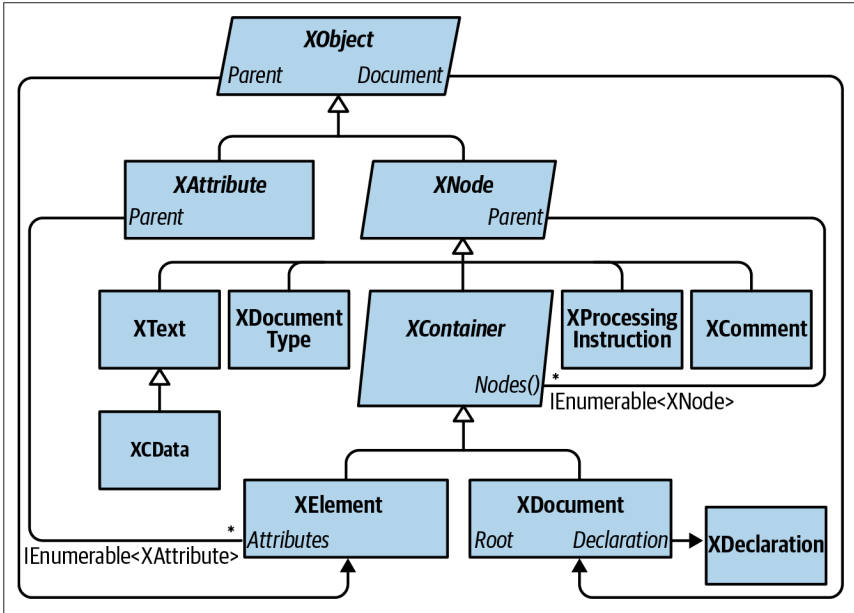 XObject
Parent Document
XAttribute
Parent
XNode
Parent
XText
XDocument
Type
XContainer
Nodes()
XProcessing
Instruction
XComment
*
IEnumerable<XNode>
XCData
XElement
Attributes
*
IEnumerable<XAttribute>
XDocument
Root Declaration
XDeclaration